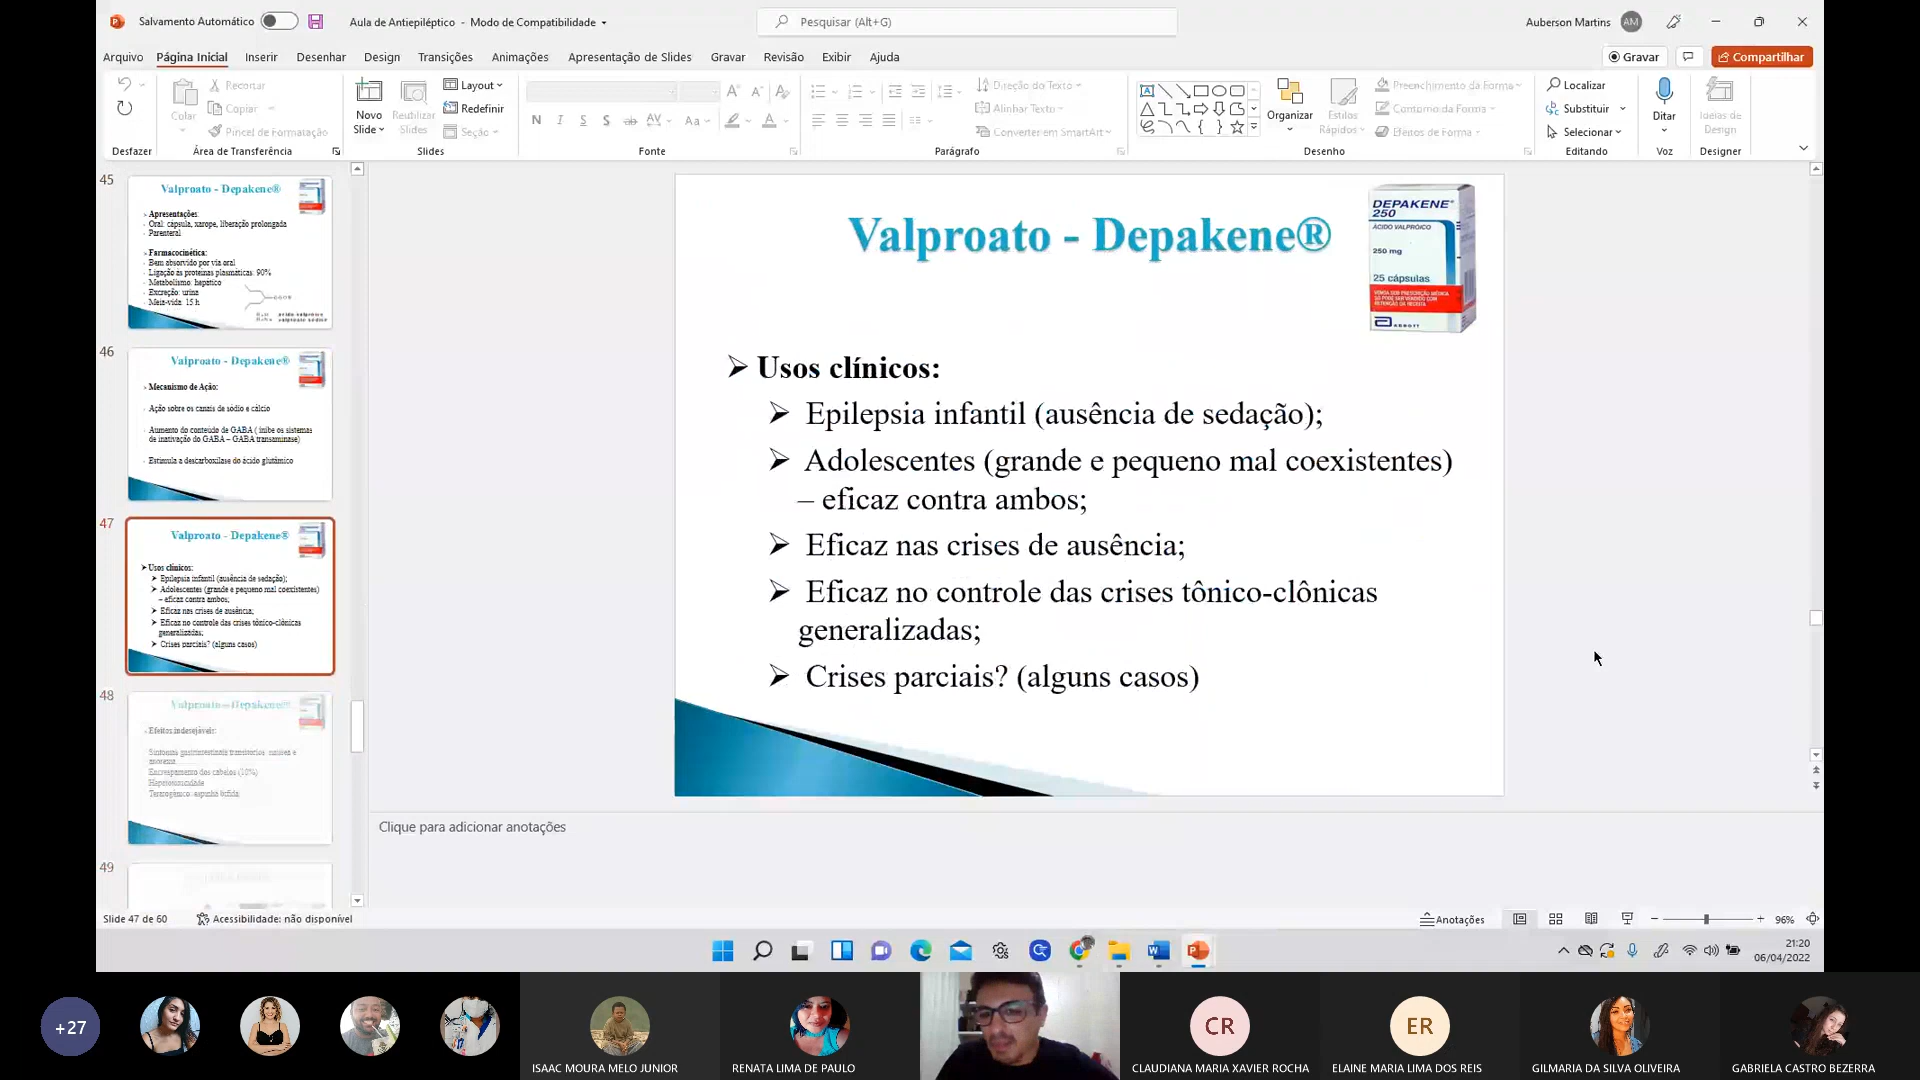 Salvamento Automático
Aula de Antiepiléptico - Modo de Compatibilidade
Pesquisar (Alt+G)
Auberson Martins
AM
Arquivo
Página Inicial
Inserir
Desenhar
Design
Transições
Animações
Apresentação de Slides
Gravar
Revisão
Exibir
Ajuda
Gravar
Compartilhar
Colar
Recortar
Copiar
Pincel de Formatação
Novo
Slide
Reutilizar
Slides
Layout
Redefinir
Seção
Direção do Texto
Alinhar Texto
Converter em SmartArt
Organizar
Estilos
Rápidos
Preenchimento da Forma
Contorno da Forma
Efeitos de Forma
Localizar
Substituir
Selecionar
Ditar
Ideias de
Design
Desfazer
Área de Transferência
Slides
Fonte
Parágrafo
Desenho
Editando
Voz
Designer
45
Valproato - Depakene®
Apresentações:
Oral: cápsula, xarope, liberação prolongada
Parenteral
Farmacocinética:
Bem absorvido por via oral
Ligação às proteínas plasmáticas: 90%
Metabolismo: hepático
Excreção: urina
Meia-vida: 15 h
46
Valproato - Depakene®
Mecanismo de Ação:
Ação sobre os canais de sódio e cálcio
Aumento do conteúdo de GABA ( inibe os sistemas
de inativação do GABA – GABA transaminase)
Estimula a descarboxilase do ácido glutâmico
47
Valproato - Depakene®
Usos clínicos:
Epilepsia infantil (ausência de sedação);
Adolescentes (grande e pequeno mal coexistentes)
– eficaz contra ambos;
Eficaz nas crises de ausência;
Eficaz no controle das crises tônico-clônicas
generalizadas;
Crises parciais? (alguns casos)
48
Valproato - Depakene®
Efeitos indesejáveis:
Sintomas gastrintestinais transitórios: náusea e
anorexia
Encrespamento dos cabelos (10%)
Hepatotoxicidade
Teratogênico: espinha bífida
49
Valproato - Depakene®
DEPAKENE®
250
ÁCIDO VALPRÓICO
250 mg
25 cápsulas
VENDA SOB PRESCRIÇÃO MÉDICA
SÓ PODE SER VENDIDO COM
RETENÇÃO DA RECEITA
ABBOTT
Usos clínicos:
Epilepsia infantil (ausência de sedação);
Adolescentes (grande e pequeno mal coexistentes)
– eficaz contra ambos;
Eficaz nas crises de ausência;
Eficaz no controle das crises tônico-clônicas
generalizadas;
Crises parciais? (alguns casos)
Clique para adicionar anotações
Slide 47 de 60
Acessibilidade: não disponível
Anotações
96%
21:20
06/04/2022
+27
ISAAC MOURA MELO JUNIOR
RENATA LIMA DE PAULO
CR
CLAUDIANA MARIA XAVIER ROCHA
ER
ELAINE MARIA LIMA DOS REIS
GILMARIA DA SILVA OLIVEIRA
GABRIELA CASTRO BEZERRA